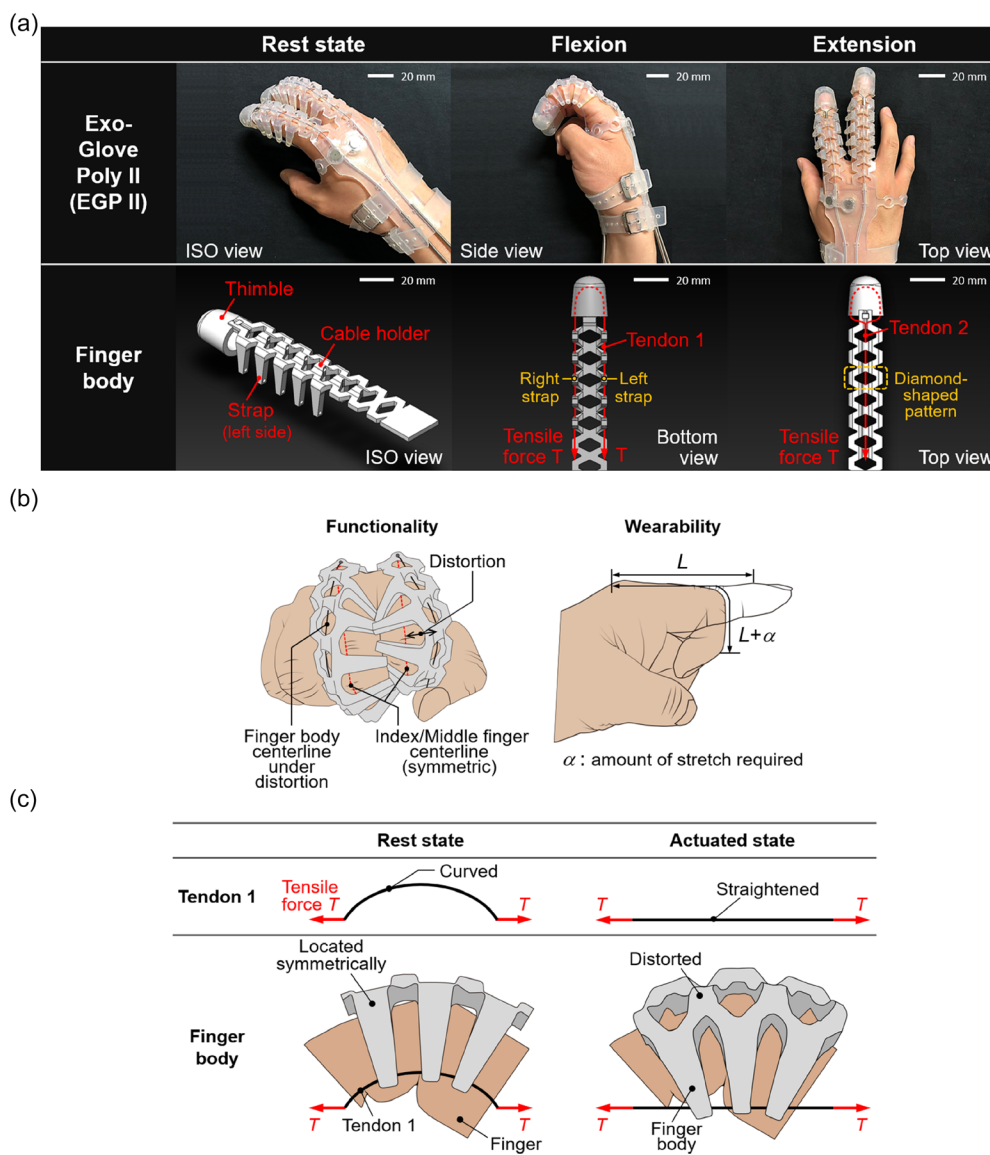 (a)
Rest state
Flexion
Extension
Exo-
Glove
Poly II
(EGP II)
20 mm
ISO view
20 mm
Side view
20 mm
Top view
Finger
body
20 mm
Thimble
Cable holder
Strap
(left side)
ISO view
20 mm
Tendon 1
Right
strap
Left
strap
Tensile
force T
T
Bottom
view
20 mm
Tendon 2
Diamond-
shaped
pattern
Tensile
force T
Top view
(b)
Functionality
Distortion
Finger body
centerline
under
distortion
Index/Middle finger
centerline
(symmetric)
Wearability
L
L+α
α : amount of stretch required
(c)
Rest state
Actuated state
Tendon 1
Tensile
force T
Curved
T
T
Straightened
T
Finger
body
Located
symmetrically
T
Tendon 1
Finger
T
Distorted
T
Finger
body
T